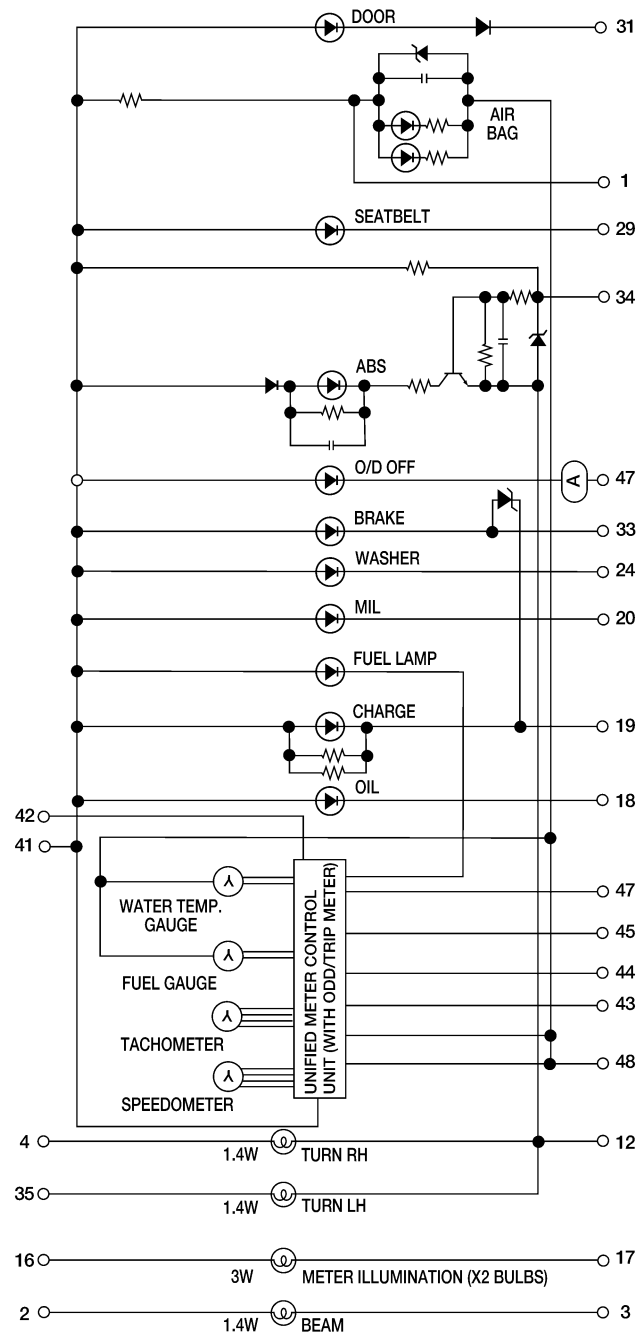 DOOR
31
AIR
BAG
1
SEATBELT
29
34
ABS
O/D OFF
A
47
BRAKE
33
WASHER
24
MIL
20
FUEL LAMP
CHARGE
19
OIL
18
42
41
WATER TEMP.
GAUGE
47
45
FUEL GAUGE
44
43
TACHOMETER
48
SPEEDOMETER
UNIFIED METER CONTROL
UNIT (WITH ODD/TRIP METER)
4
1.4W
TURN RH
12
35
1.4W
TURN LH
16
3W
METER ILLUMINATION (X2 BULBS)
17
2
1.4W
BEAM
3